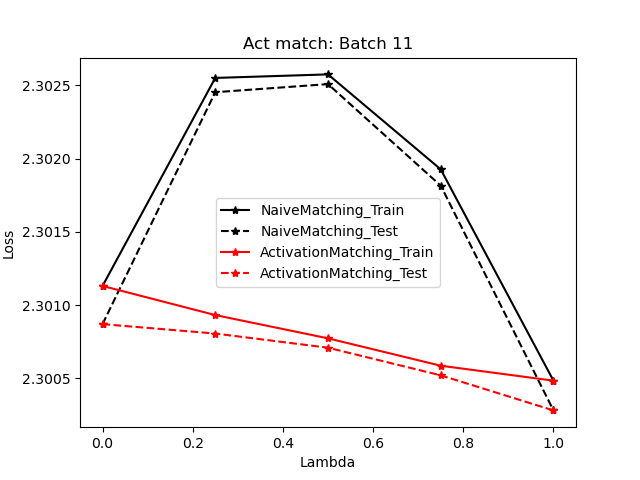 Act match: Batch 11
2.3025
2.3020
2.3015
2.3010
2.3005
Loss
NaiveMatching_Train
NaiveMatching_Test
ActivationMatching_Train
ActivationMatching_Test
0.0 0.2 0.4 0.6 0.8 1.0
Lambda